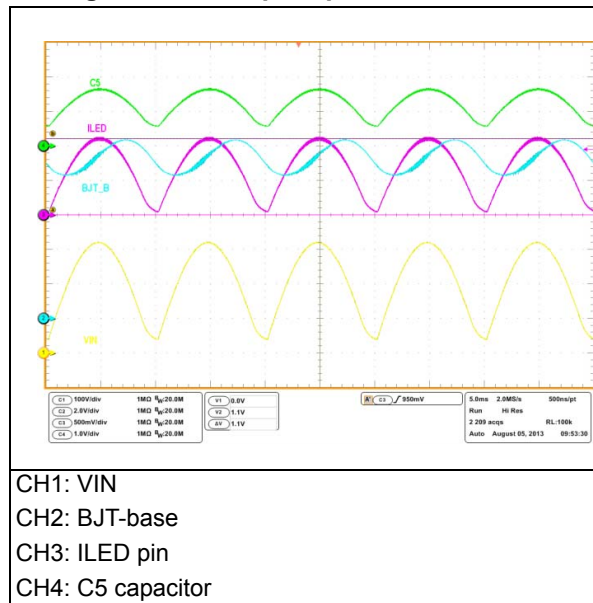 C5
ILED
BJT_B
VIN
C1 100V/div 1MΩ BW:20.0M
C2 2.0V/div 1MΩ BW:20.0M
C3 500mV/div 1MΩ BW:20.0M
C4 1.0V/div 1MΩ BW:20.0M
V1 0.0V
V2 1.1V
ΔV 1.1V
A' C3 ∫ 950mV
5.0ms 2.0MS/s 500ns/pt
Run Hi Res
2 209 acqs RL:100k
Auto August 05, 2013 09:53:30
CH1: VIN
CH2: BJT-base
CH3: ILED pin
CH4: C5 capacitor